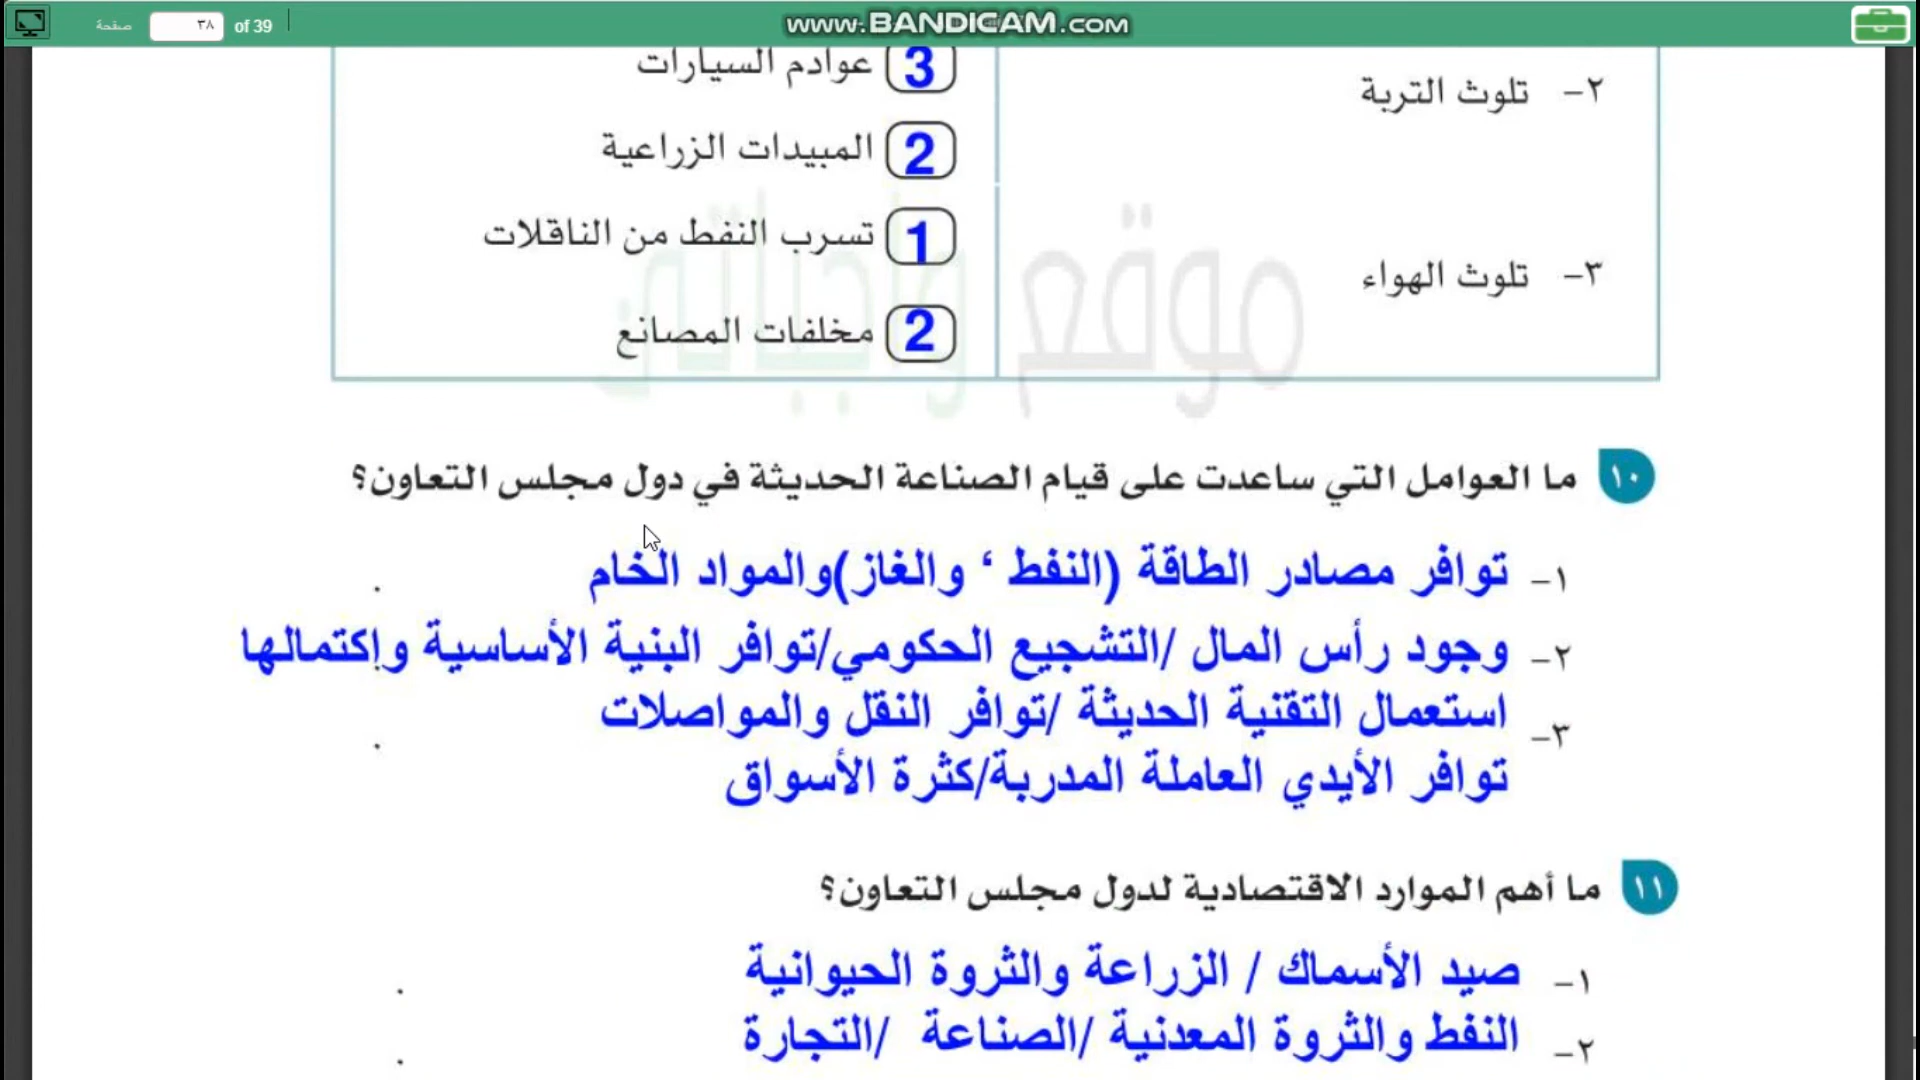 صفحة ٣٨ of 39
www.BANDICAM.com
٢- تلوث التربة
٣- تلوث الهواء
3 عوادم السيارات
2 المبيدات الزراعية
1 تسرب النفط من الناقلات
2 مخلفات المصانع
موقع واجباتي
١٠ ما العوامل التي ساعدت على قيام الصناعة الحديثة في دول مجلس التعاون؟
١- توافر مصادر الطاقة (النفط ، والغاز)والمواد الخام .
٢- وجود رأس المال /التشجيع الحكومي/توافر البنية الأساسية وإكتمالها
٣- استعمال التقنية الحديثة /توافر النقل والمواصلات .
توافر الأيدي العاملة المدربة/كثرة الأسواق
١١ ما أهم الموارد الاقتصادية لدول مجلس التعاون؟
١- صيد الأسماك / الزراعة والثروة الحيوانية .
٢- النفط والثروة المعدنية /الصناعة /التجارة .